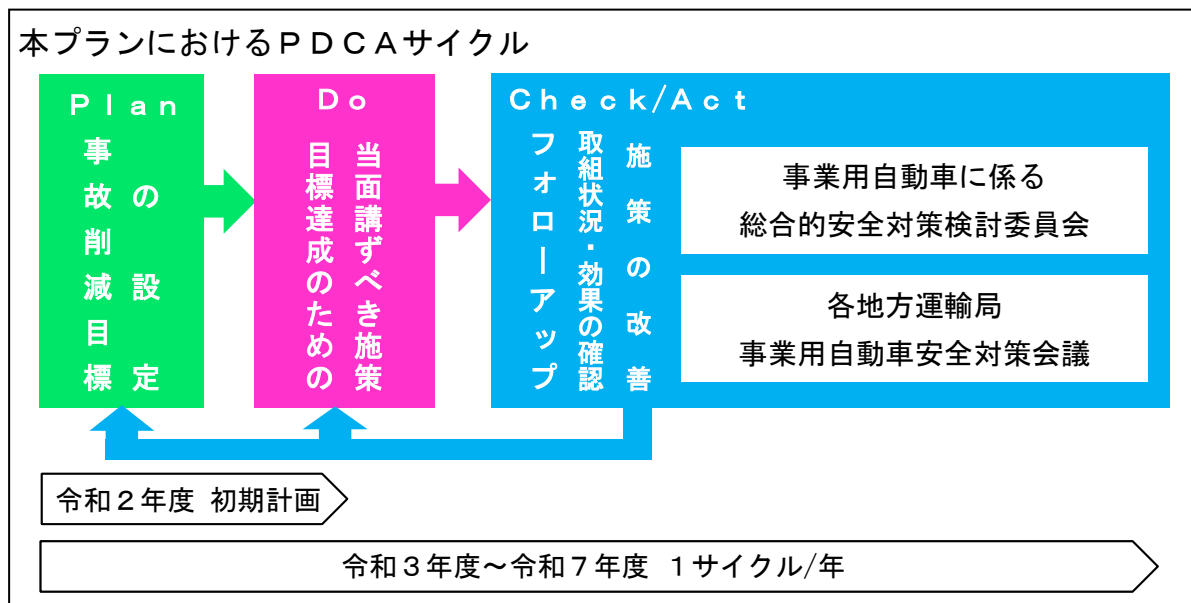 本プランにおけるＰＤＣＡサイクル
Ｐｌａｎ
事故削減目標
の設定
Ｄｏ
当面講ずべき施策
目標達成のための
Ｃｈｅｃｋ/Ａｃｔ
施策の改善
取組状況・効果の確認
フォローアップ
事業用自動車に係る
総合的安全対策検討委員会
各地方運輸局
事業用自動車安全対策会議
令和２年度 初期計画
令和３年度～令和７年度 １サイクル/年